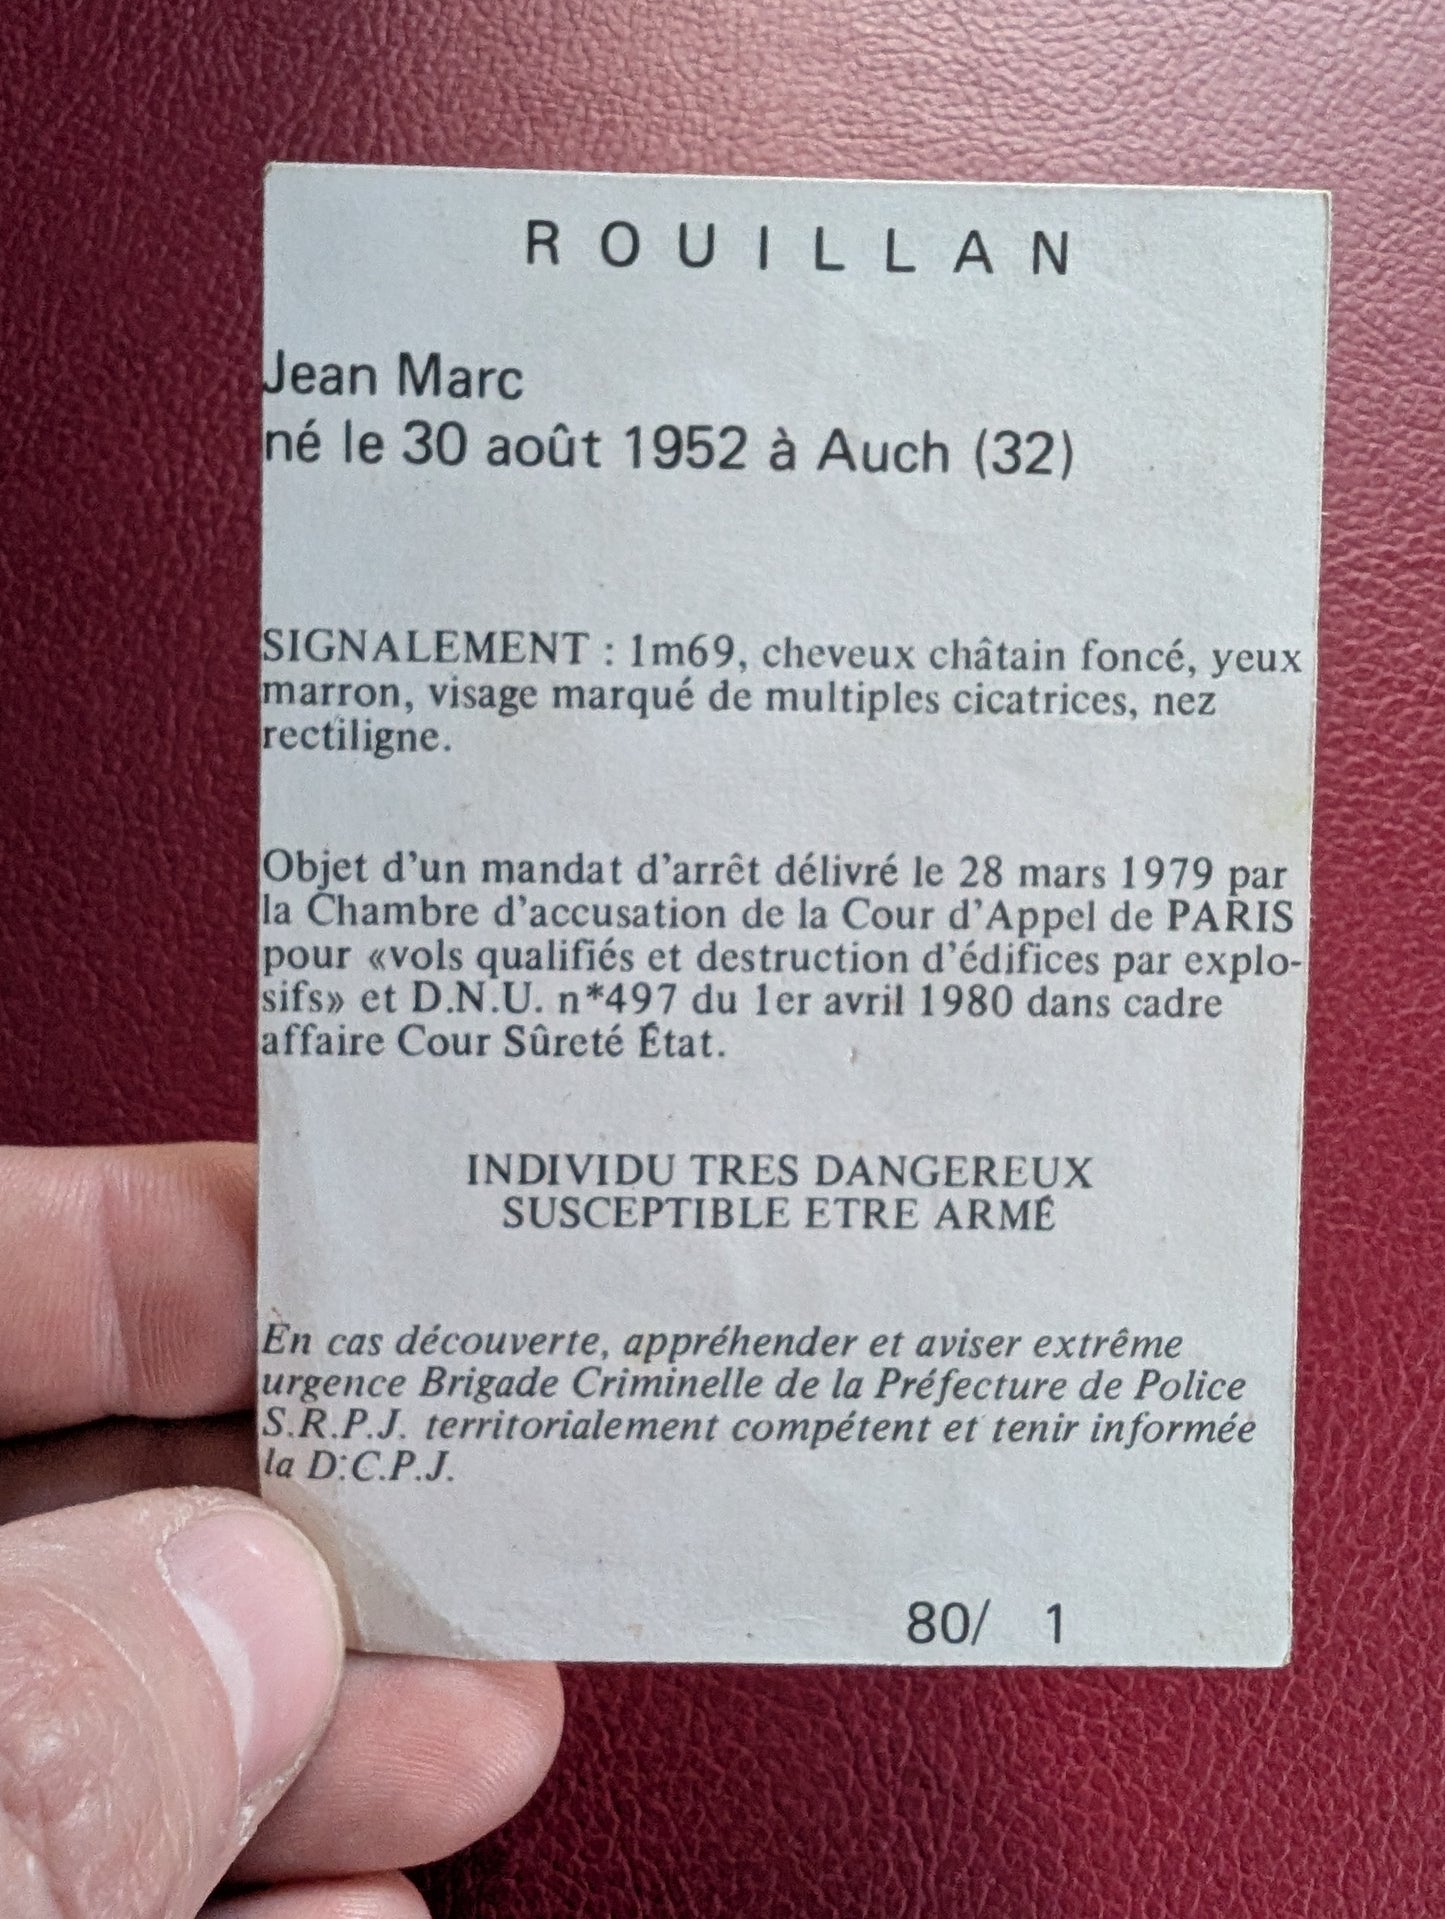 ROUILLAN
Jean Marc
né le 30 août 1952 à Auch (32)
SIGNALEMENT : 1m69, cheveux châtain foncé, yeux
marron, visage marqué de multiples cicatrices, nez
rectiligne.
Objet d'un mandat d'arrêt délivré le 28 mars 1979 par
la Chambre d'accusation de la Cour d'Appel de PARIS
pour «vols qualifiés et destruction d'édifices par explo-
sifs» et D.N.U. n*497 du 1er avril 1980 dans cadre
affaire Cour Sûreté État.
INDIVIDU TRES DANGEREUX
SUSCEPTIBLE ETRE ARMÉ
En cas découverte, appréhender et aviser extrême
urgence Brigade Criminelle de la Préfecture de Police
S.R.P.J. territorialement compétent et tenir informée
la D.C.P.J.
80/ 1